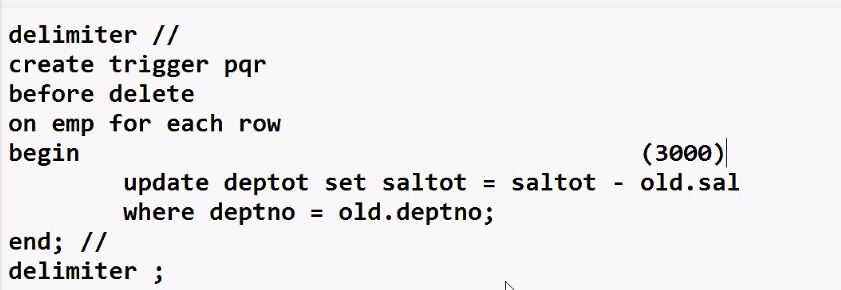 delimiter //
create trigger pqr
before delete
on emp for each row
begin (3000)
update deptot set saltot = saltot - old.sal
where deptno = old.deptno;
end; //
delimiter ;